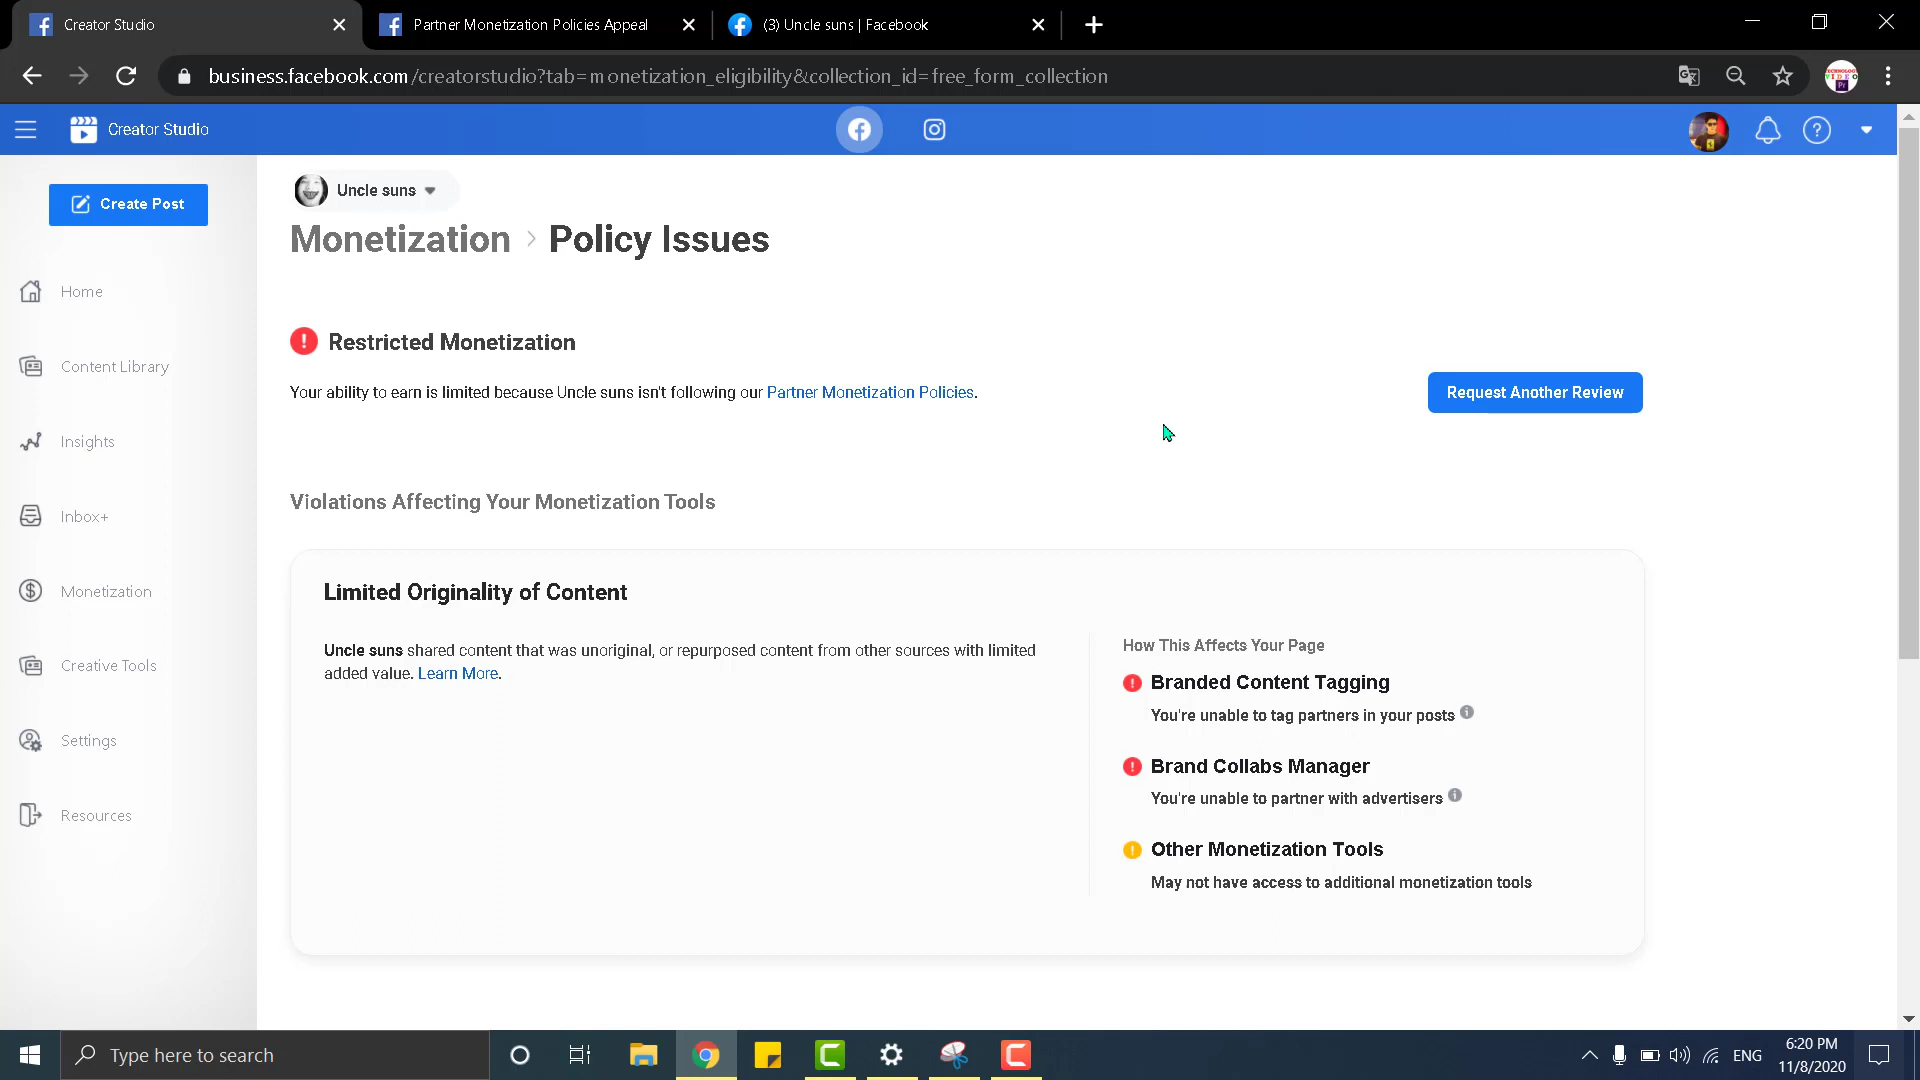 Creator Studio
Partner Monetization Policies Appeal
(3) Uncle suns | Facebook
business.facebook.com/creatorstudio?tab=monetization_eligibility&collection_id=free_form_collection
Creator Studio
Create Post
Home
Content Library
Insights
Inbox+
Monetization
Creative Tools
Settings
Resources
Uncle suns
Monetization > Policy Issues
Restricted Monetization
Your ability to earn is limited because Uncle suns isn't following our Partner Monetization Policies.
Request Another Review
Violations Affecting Your Monetization Tools
Limited Originality of Content
Uncle suns shared content that was unoriginal, or repurposed content from other sources with limited
added value. Learn More.
How This Affects Your Page
Branded Content Tagging
You're unable to tag partners in your posts
Brand Collabs Manager
You're unable to partner with advertisers
Other Monetization Tools
May not have access to additional monetization tools
Type here to search
ENG
6:20 PM
11/8/2020